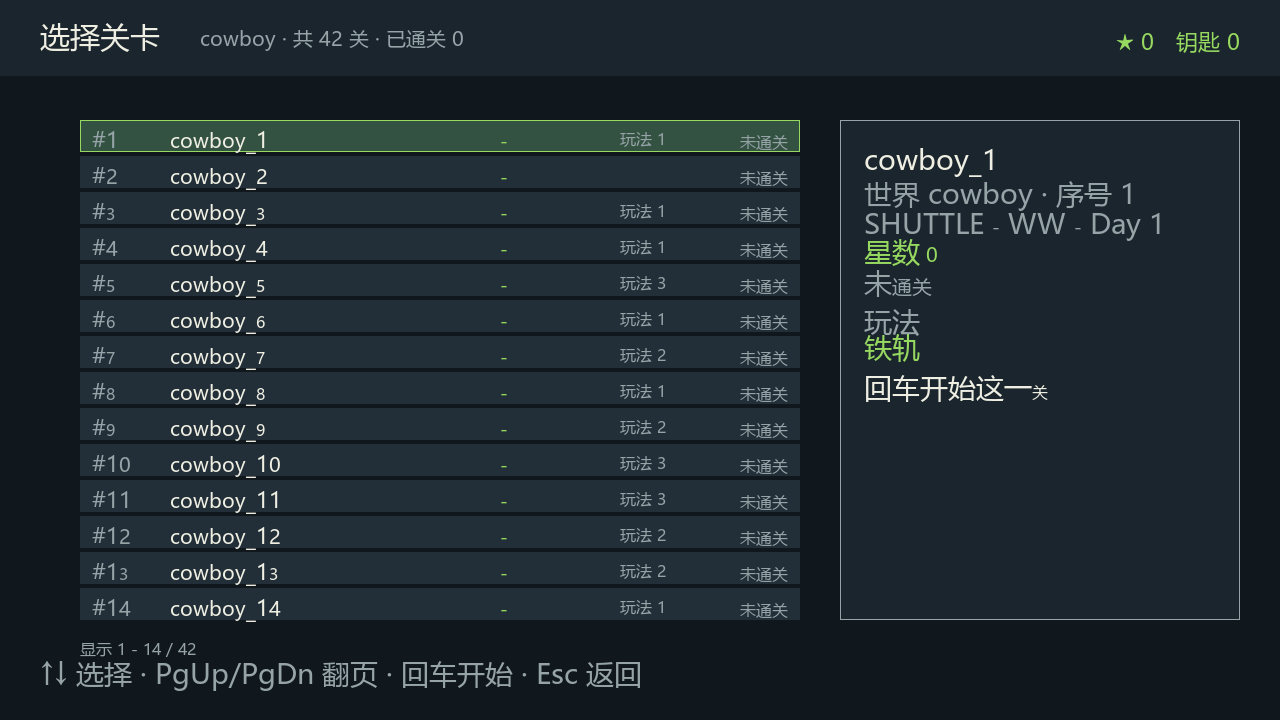 选择关卡 cowboy · 共 42 关 · 已通关 0 ★ 0 钥匙 0
#1 cowboy_1 - 玩法 1 未通关
#2 cowboy_2 - 未通关
#3 cowboy_3 - 玩法 1 未通关
#4 cowboy_4 - 玩法 1 未通关
#5 cowboy_5 - 玩法 3 未通关
#6 cowboy_6 - 玩法 1 未通关
#7 cowboy_7 - 玩法 2 未通关
#8 cowboy_8 - 玩法 1 未通关
#9 cowboy_9 - 玩法 2 未通关
#10 cowboy_10 - 玩法 3 未通关
#11 cowboy_11 - 玩法 3 未通关
#12 cowboy_12 - 玩法 2 未通关
#13 cowboy_13 - 玩法 2 未通关
#14 cowboy_14 - 玩法 1 未通关
cowboy_1
世界 cowboy · 序号 1
SHUTTLE - WW - Day 1
星数 0
未通关
玩法
铁轨
回车开始这一关
显示 1 - 14 / 42
↑↓ 选择 · PgUp/PgDn 翻页 · 回车开始 · Esc 返回